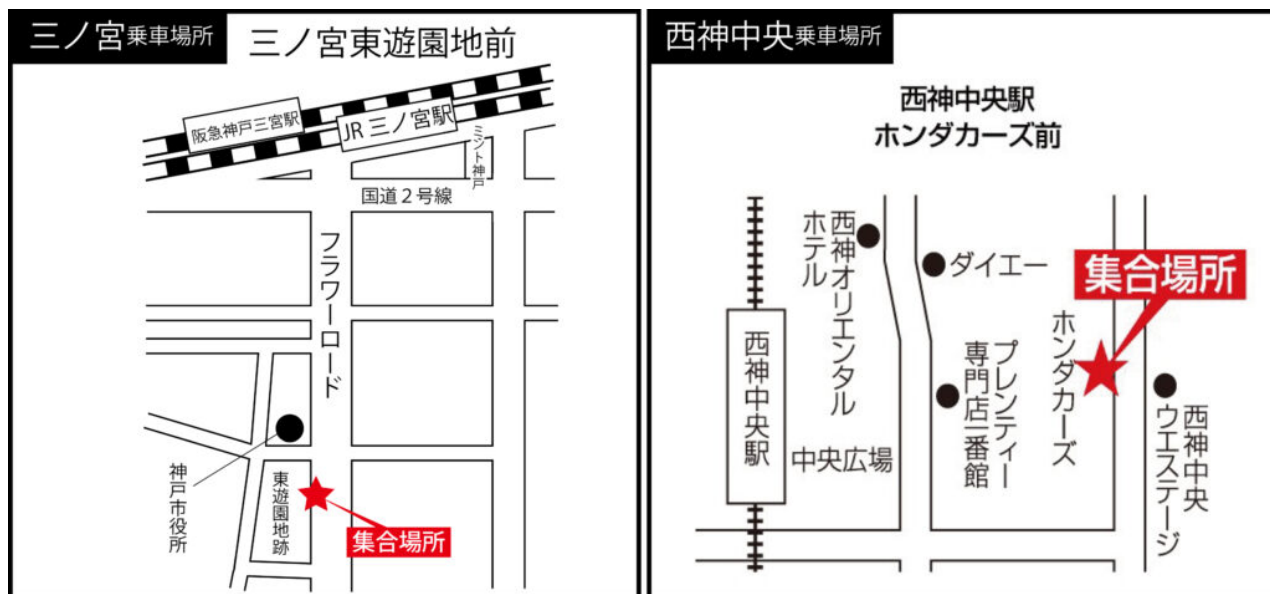 三ノ宮乗車場所
三ノ宮東遊園地前
阪急神戸三宮駅
JR 三ノ宮駅
ミント神戸
国道２号線
フラワーロード
神戸市役所
東遊園地跡
集合場所
西神中央乗車場所
西神中央駅
ホンダカーズ前
西神オリエンタル
ホテル
ダイエー
集合場所
西神中央駅
プレンティー
専門店一番館
ホンダカーズ
中央広場
西神中央
ウエステージ